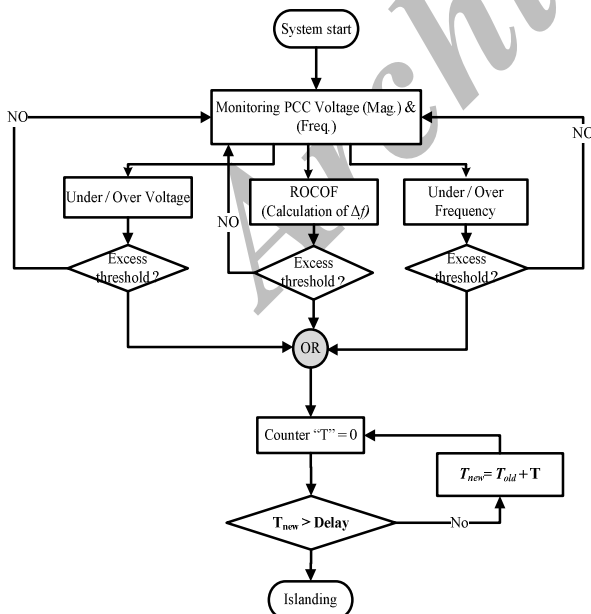 System start
Monitoring PCC Voltage (Mag.) &
(Freq.)
NO
NO
Under / Over Voltage
ROCOF
(Calculation of Δf)
Under / Over
Frequency
NO
Excess
threshold ?
Excess
threshold ?
Excess
threshold ?
OR
Counter “T” = 0
Tnew= Told + T
Tnew > Delay
No
Islanding